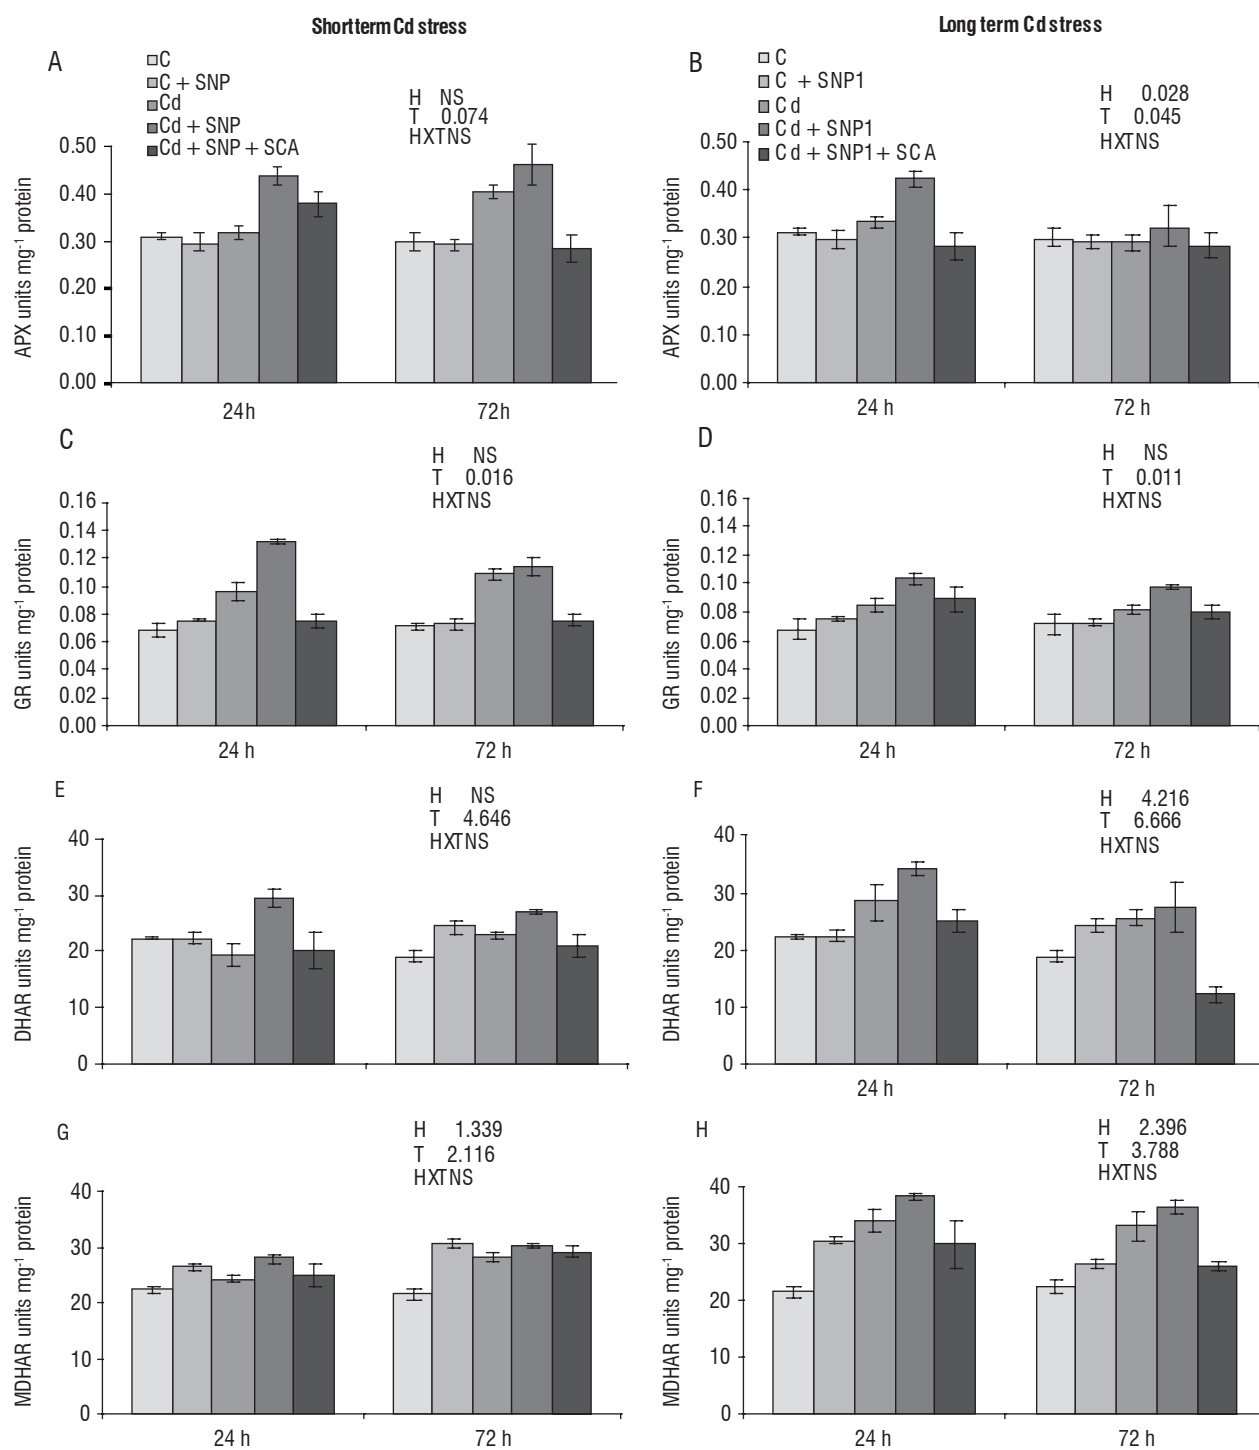 Short term Cd stress
Long term Cd stress
A
C
C + SNP
Cd
Cd + SNP
Cd + SNP + SCA
H NS
T 0.074
HXTNS
APX units mg-1 protein
0.50
0.40
0.30
0.20
0.10
0.00
24h
72h
B
C
C + SNP1
Cd
Cd + SNP1
Cd + SNP1 + SCA
H 0.028
T 0.045
HXTNS
APX units mg-1 protein
0.50
0.40
0.30
0.20
0.10
0.00
24 h
72 h
C
H NS
T 0.016
HXTNS
GR units mg-1 protein
0.16
0.14
0.12
0.10
0.08
0.06
0.04
0.02
0.00
24 h
72 h
D
H NS
T 0.011
HXTNS
GR units mg-1 protein
0.16
0.14
0.12
0.10
0.08
0.06
0.04
0.02
0.00
24 h
72 h
E
H NS
T 4.646
HXTNS
DHAR units mg-1 protein
40
30
20
10
0
F
H 4.216
T 6.666
HXTNS
DHAR units mg-1 protein
40
30
20
10
0
24 h
72 h
G
H 1.339
T 2.116
HXTNS
MDHAR units mg-1 protein
40
30
20
10
0
24 h
72 h
H
H 2.396
T 3.788
HXTNS
MDHAR units mg-1 protein
40
30
20
10
0
24 h
72 h